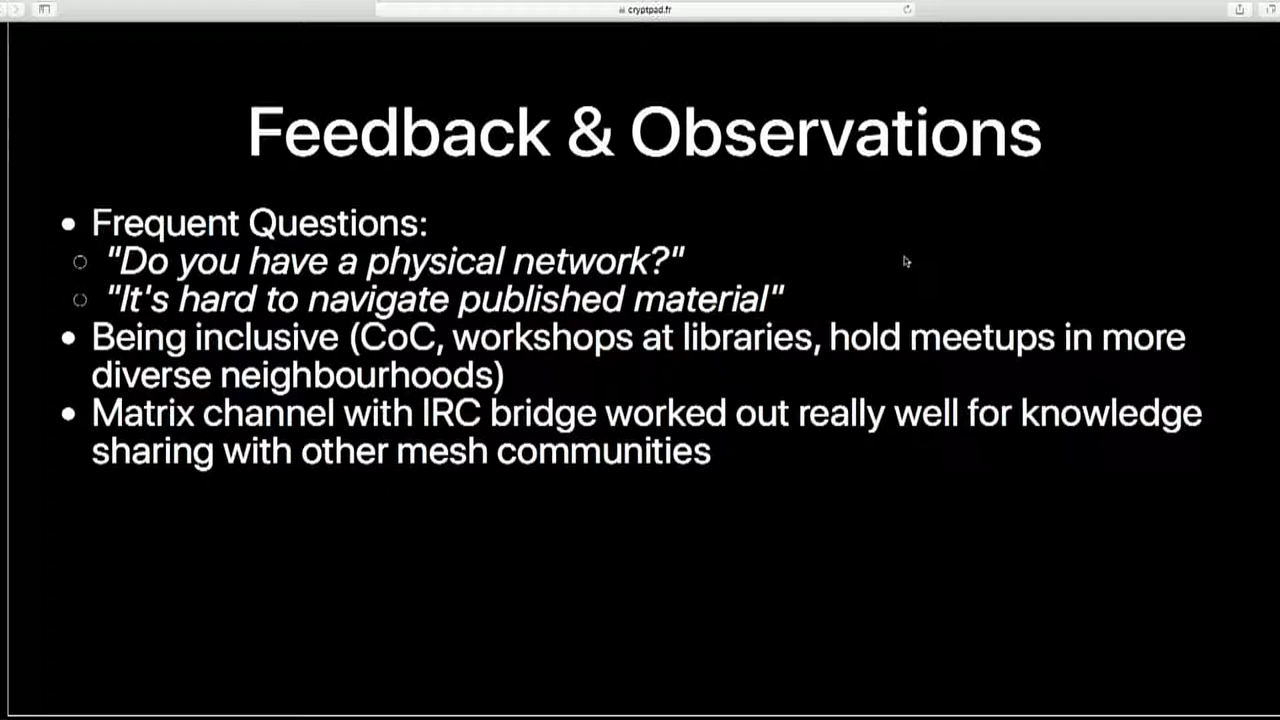 cryptpad.fr
Feedback & Observations
• Frequent Questions:
○ "Do you have a physical network?"
○ "It's hard to navigate published material"
• Being inclusive (CoC, workshops at libraries, hold meetups in more
diverse neighbourhoods)
• Matrix channel with IRC bridge worked out really well for knowledge
sharing with other mesh communities